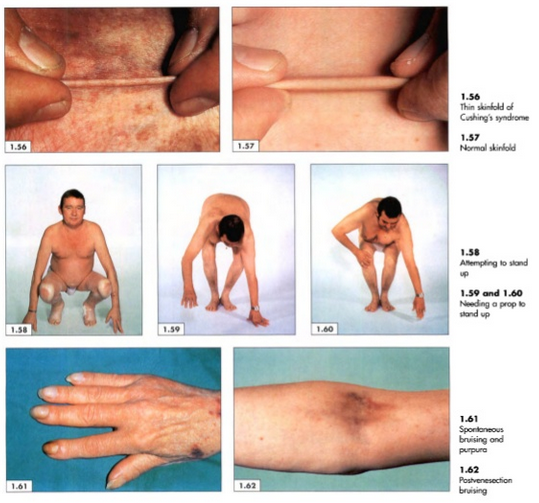 1.56
1.57
1.56
Thin skinfold of
Cushing's syndrome
1.57
Normal skinfold
1.58
1.59
1.60
1.58
Attempting to stand
up
1.59 and 1.60
Needing a prop to
stand up
1.61
1.62
1.61
Spontaneous
bruising and
purpura
1.62
Postvenesection
bruising